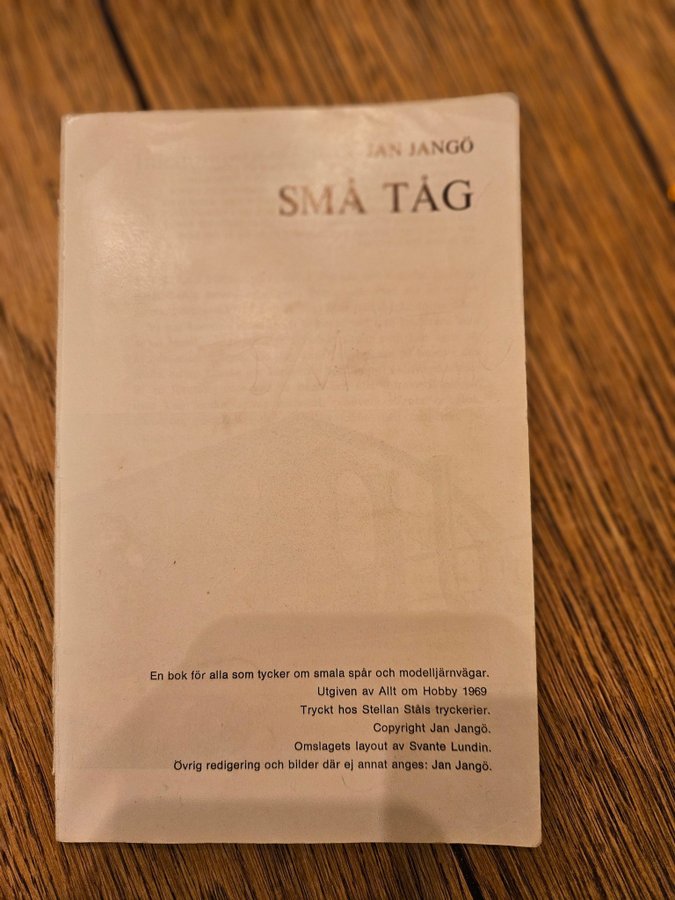 JAN JANGÖ
SMÅ TÅG
En bok för alla som tycker om smala spår och modelljärnvägar.
Utgiven av Allt om Hobby 1969
Tryckt hos Stellan Ståls tryckerier.
Copyright Jan Jangö.
Omslagets layout av Svante Lundin.
Övrig redigering och bilder där ej annat anges: Jan Jangö.